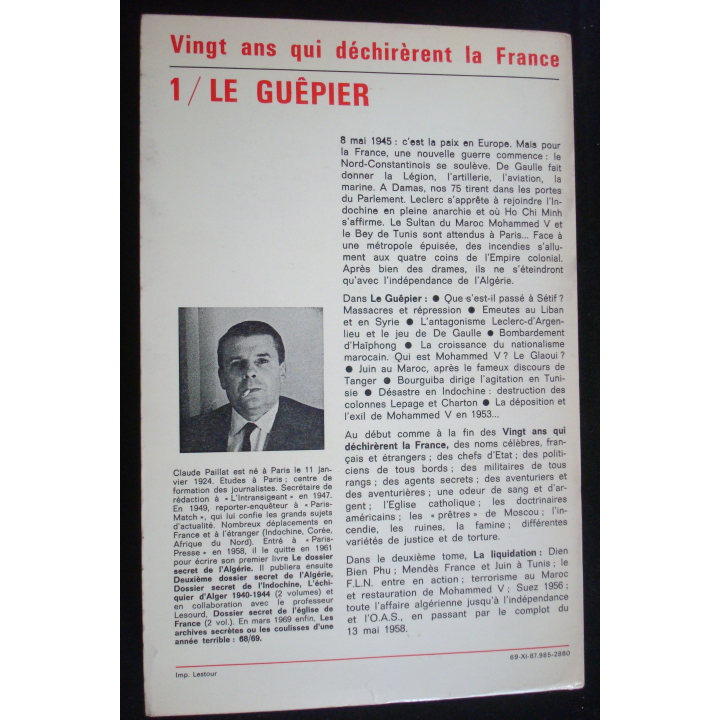 Vingt ans qui déchirèrent la France
1/ LE GUÊPIER
8 mai 1945 : c'est la paix en Europe. Mais pour
la France, une nouvelle guerre commence : le
Nord-Constantinois se soulève. De Gaulle fait
donner la Légion, l'artillerie, l'aviation, la
marine. A Damas, nos 75 tirent dans les portes
du Parlement. Leclerc s'apprête à rejoindre l'In-
dochine en pleine anarchie et où Ho Chi Minh
s'affirme. Le Sultan du Maroc Mohammed V et
le Bey de Tunis sont attendus à Paris... Face à
une métropole épuisée, des incendies s'allu-
ment aux quatre coins de l'Empire colonial.
Après bien des drames, ils ne s'éteindront
qu'avec l'indépendance de l'Algérie.
Dans Le Guêpier : ● Que s'est-il passé à Sétif ?
Massacres et répression ● Emeutes au Liban
et en Syrie ● L'antagonisme Leclerc-d'Argen-
lieu et le jeu de De Gaulle ● Bombardement
d'Haïphong ● La croissance du nationalisme
marocain. Qui est Mohammed V ? Le Glaoui ?
● Juin au Maroc, après le fameux discours de
Tanger ● Bourguiba dirige l'agitation en Tuni-
sie ● Désastre en Indochine : destruction des
colonnes Lepage et Charton ● La déposition et
l'exil de Mohammed V en 1953...
Au début comme à la fin des Vingt ans qui
déchirèrent la France, des noms célèbres, fran-
çais et étrangers ; des chefs d'Etat ; des politi-
ciens de tous bords ; des militaires de tous
rangs ; des agents secrets ; des aventuriers et
des aventurières ; une odeur de sang et d'ar-
gent ; l'Eglise catholique ; les doctrinaires
américains ; les « prêtres » de Moscou ; l'in-
cendie, les ruines, la famine ; différentes
variétés de justice et de torture.
Dans le deuxième tome, La liquidation : Dien
Bien Phu ; Mendès France et Juin à Tunis ; le
F.L.N. entre en action ; terrorisme au Maroc
et restauration de Mohammed V ; Suez 1956 ;
toute l'affaire algérienne jusqu'à l'indépendance
et l'O.A.S., en passant par le complot du
13 mai 1958.
Claude Paillat est né à Paris le 11 jan-
vier 1924. Etudes à Paris ; centre de
formation des journalistes. Secrétaire de
rédaction à « L'Intransigeant » en 1947.
En 1949, reporter-enquêteur à « Paris-
Match », qui lui confie les grands sujets
d'actualité. Nombreux déplacements en
France et à l'étranger (Indochine, Corée,
Afrique du Nord). Entré à « Paris-
Presse » en 1958, il le quitte en 1961
pour écrire son premier livre Le dossier
secret de l'Algérie. Il publiera ensuite
Deuxième dossier secret de l'Algérie,
Dossier secret de l'Indochine, L'échi-
quier d'Alger 1940-1944 (2 volumes) et
en collaboration avec le professeur
Lesourd, Dossier secret de l'église de
France (2 vol.). En mars 1969 enfin, Les
archives secrètes ou les coulisses d'une
année terrible : 68/69.
Imp. Lestour
69-XI-87.985-2860